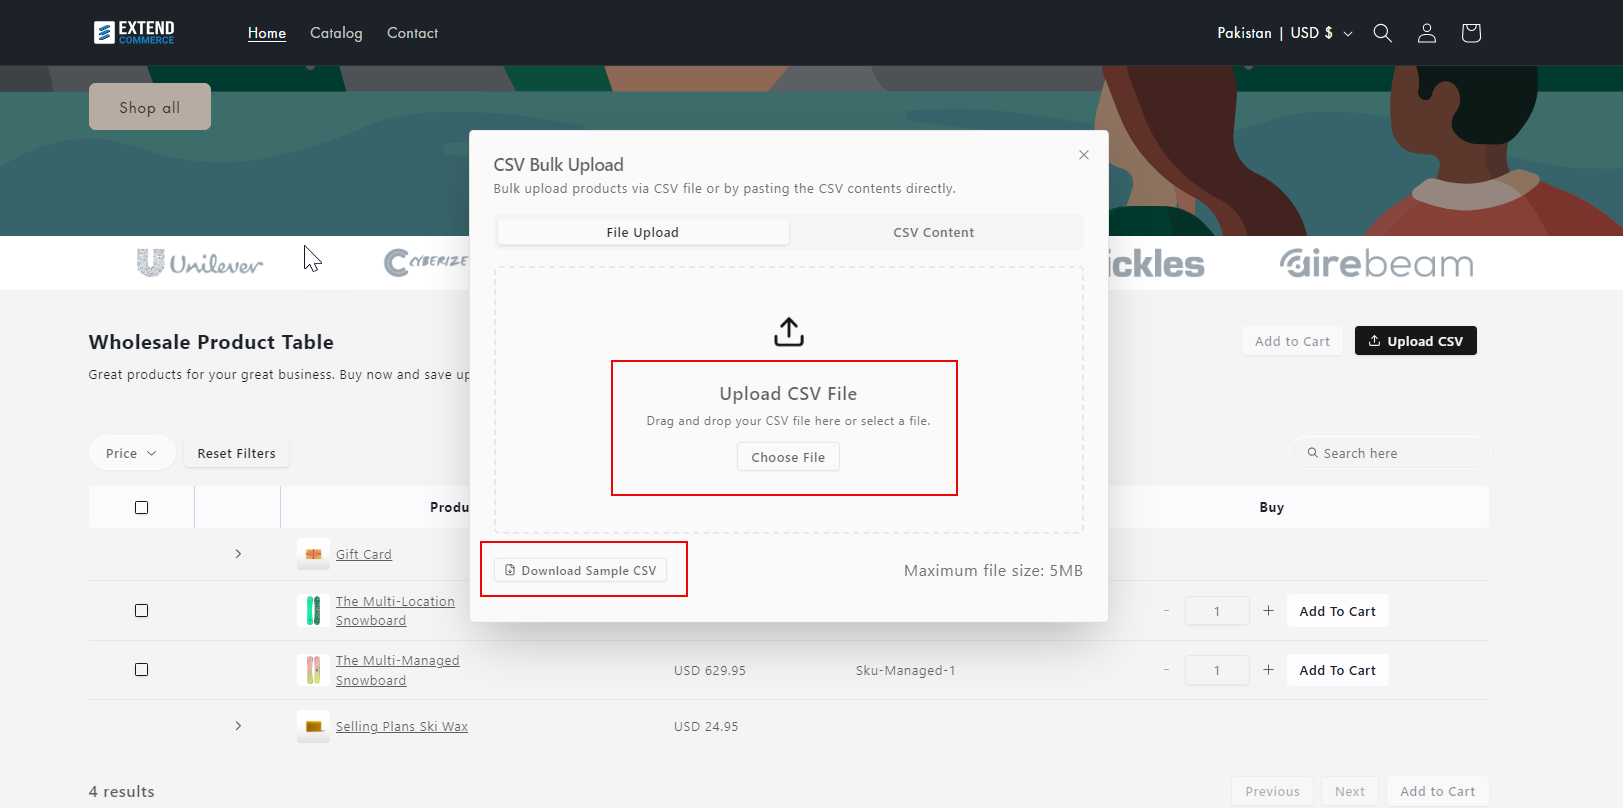 EXTEND
COMMERCE
Home
Catalog
Contact
Pakistan | USD $
Shop all
CSV Bulk Upload
Bulk upload products via CSV file or by pasting the CSV contents directly.
File Upload
CSV Content
Unilever
CYBERIZE
ickles
airebeam
Upload CSV File
Drag and drop your CSV file here or select a file.
Choose File
Download Sample CSV
Maximum file size: 5MB
Wholesale Product Table
Great products for your great business. Buy now and save up
Add to Cart
Upload CSV
Price
Reset Filters
Search here
Produ
Buy
Gift Card
The Multi-Location
Snowboard
- 1 +
Add To Cart
The Multi-Managed
Snowboard
USD 629.95
Sku-Managed-1
- 1 +
Add To Cart
Selling Plans Ski Wax
USD 24.95
4 results
Previous
Next
Add to Cart